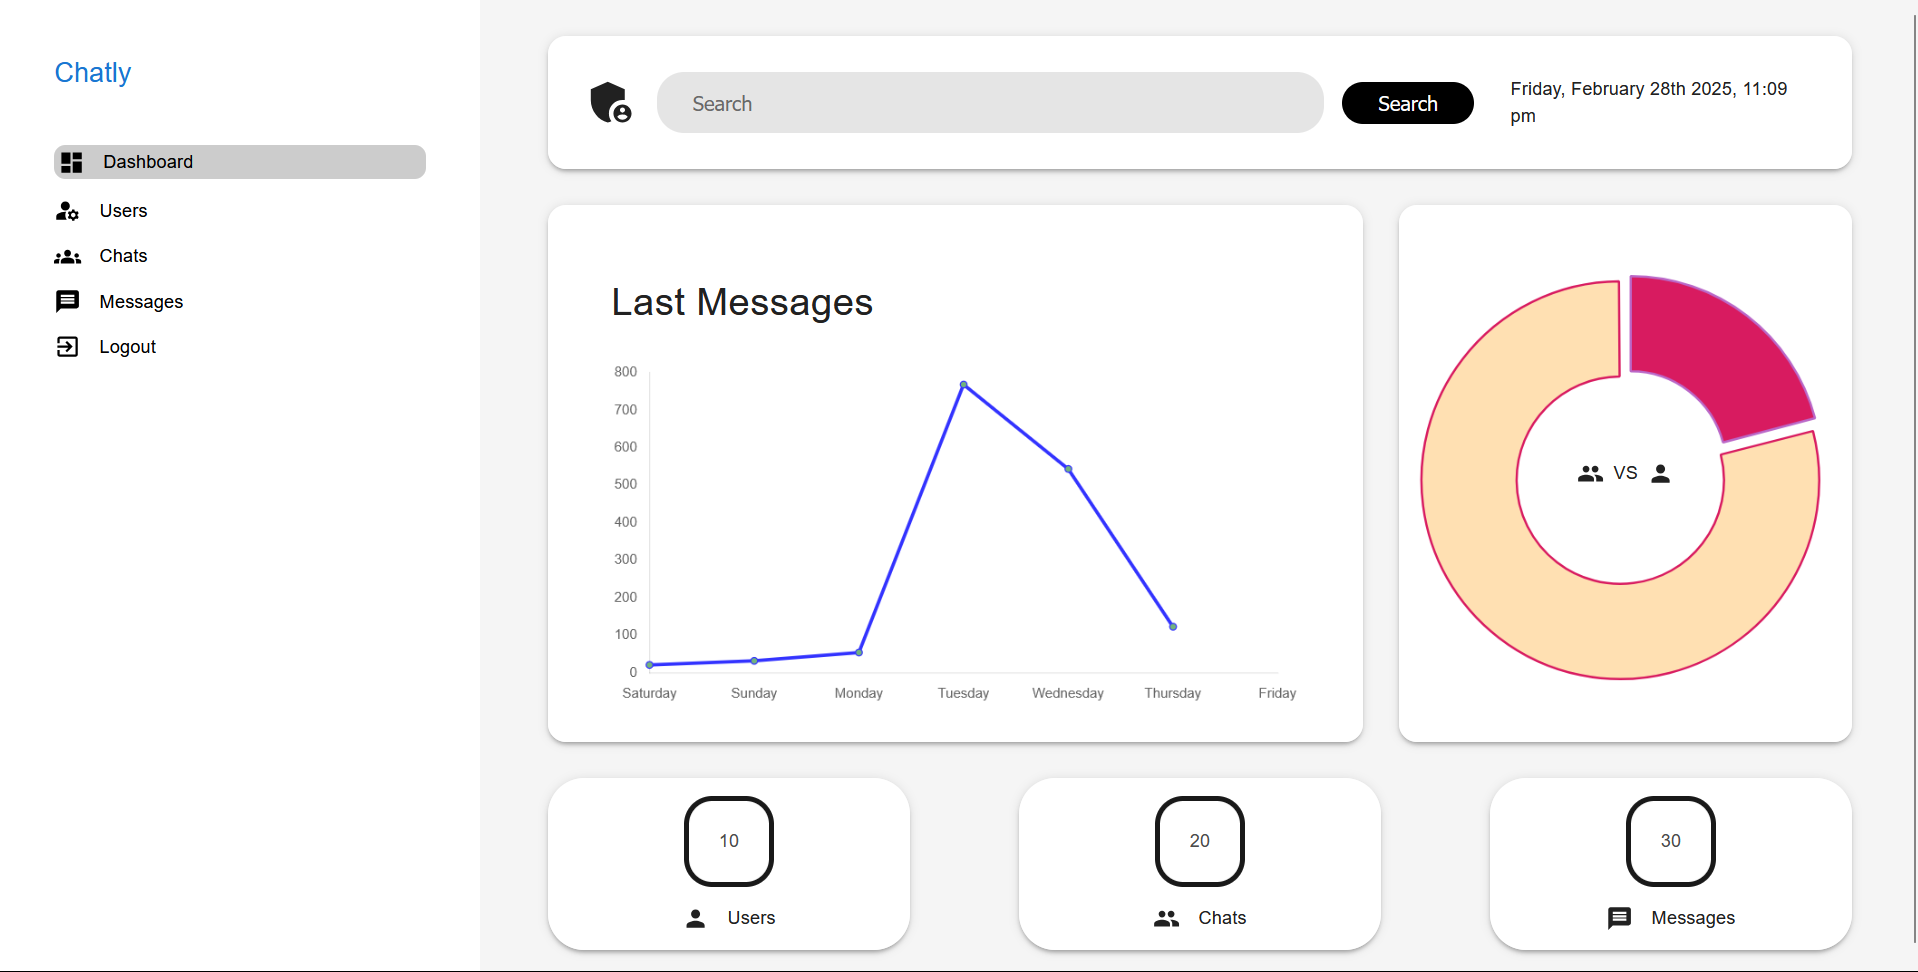 Chatly
Dashboard
Users
Chats
Messages
Logout
Search
Search
Friday, February 28th 2025, 11:09
pm
Last Messages
800
700
600
500
400
300
200
100
0
Saturday Sunday Monday Tuesday Wednesday Thursday Friday
VS
10
Users
20
Chats
30
Messages